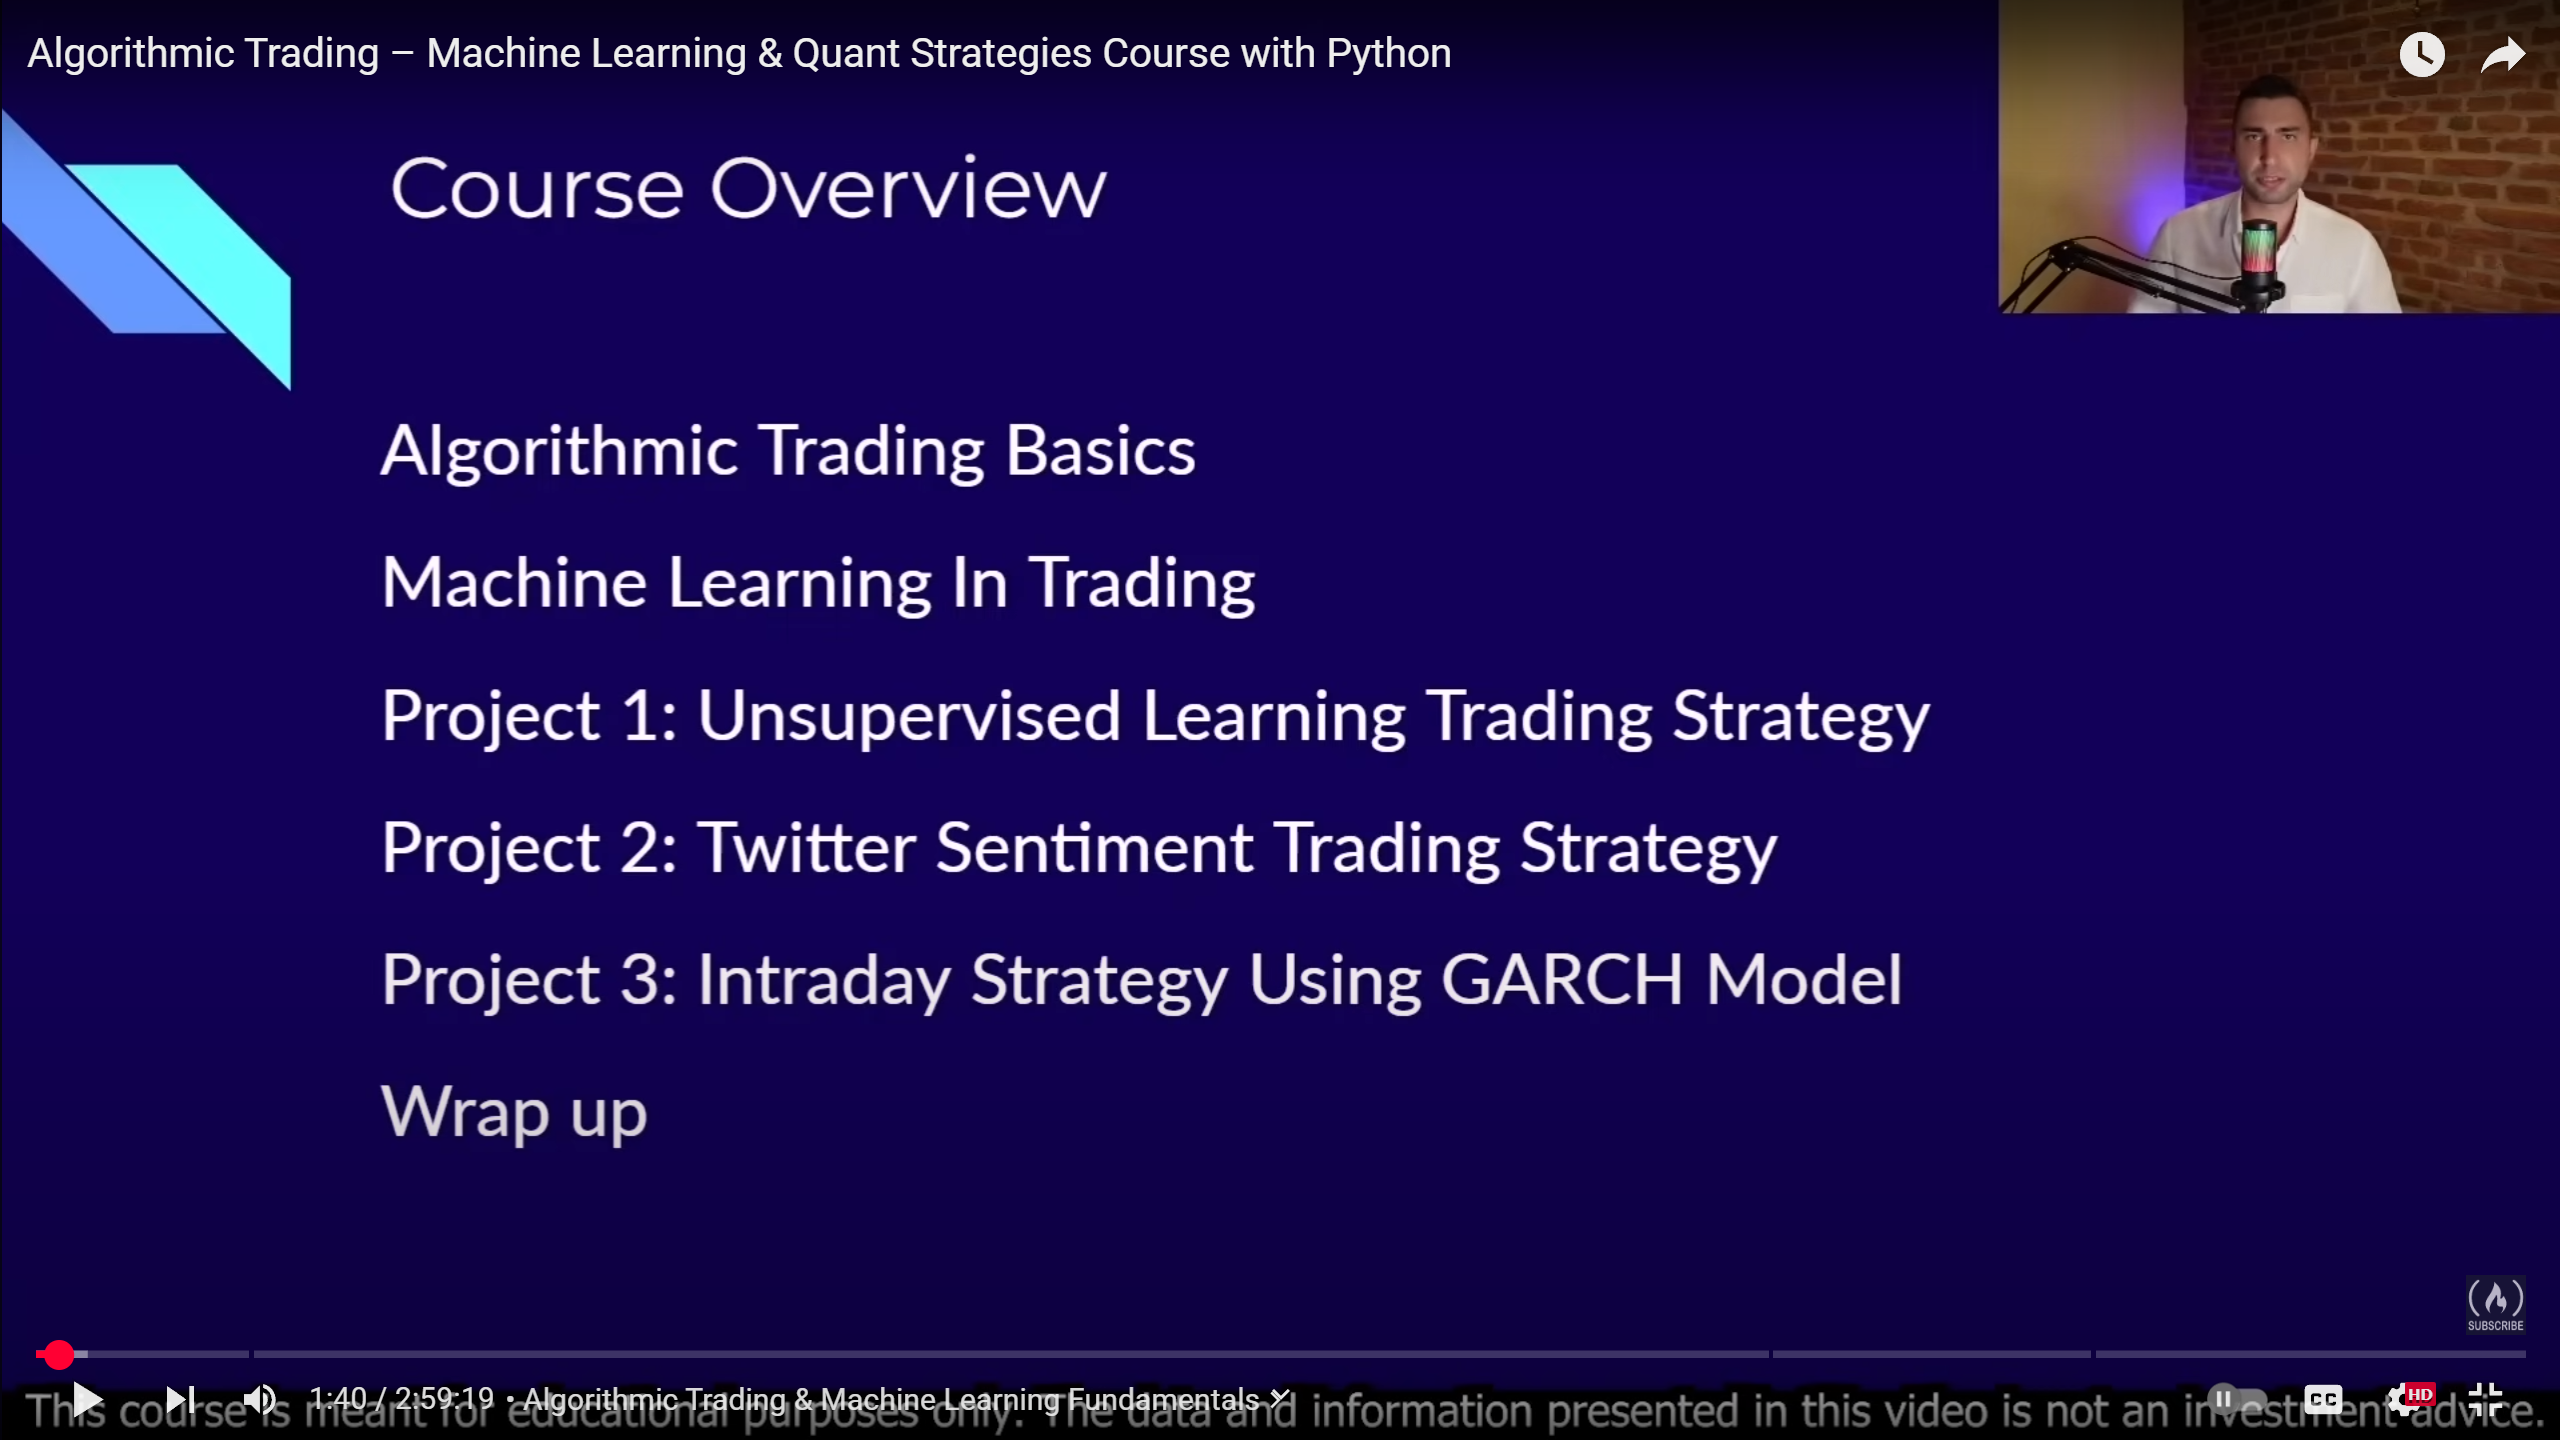 Algorithmic Trading – Machine Learning & Quant Strategies Course with Python
Course Overview
Algorithmic Trading Basics
Machine Learning In Trading
Project 1: Unsupervised Learning Trading Strategy
Project 2: Twitter Sentiment Trading Strategy
Project 3: Intraday Strategy Using GARCH Model
Wrap up
SUBSCRIBE
1:40 / 2:59:19 • Algorithmic Trading & Machine Learning Fundamentals
CC
HD
This course is meant for educational purposes only. The data and information presented in this video is not an investment advice.